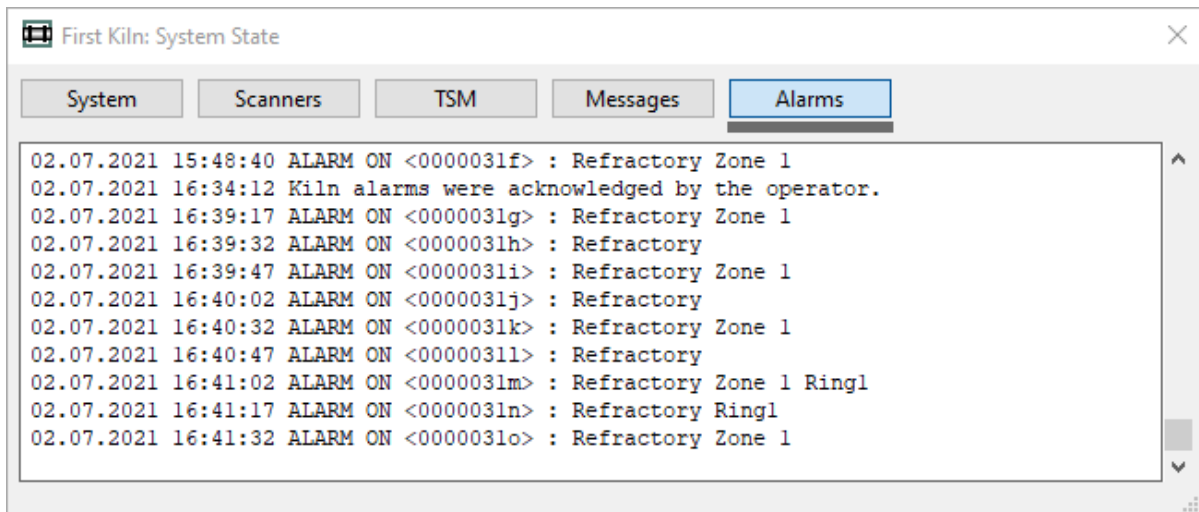 First Kiln: System State
System Scanners TSM Messages Alarms
02.07.2021 15:48:40 ALARM ON <0000031f> : Refractory Zone 1
02.07.2021 16:34:12 Kiln alarms were acknowledged by the operator.
02.07.2021 16:39:17 ALARM ON <0000031g> : Refractory Zone 1
02.07.2021 16:39:32 ALARM ON <0000031h> : Refractory
02.07.2021 16:39:47 ALARM ON <0000031i> : Refractory Zone 1
02.07.2021 16:40:02 ALARM ON <0000031j> : Refractory
02.07.2021 16:40:32 ALARM ON <0000031k> : Refractory Zone 1
02.07.2021 16:40:47 ALARM ON <0000031l> : Refractory
02.07.2021 16:41:02 ALARM ON <0000031m> : Refractory Zone 1 Ring1
02.07.2021 16:41:17 ALARM ON <0000031n> : Refractory Ring1
02.07.2021 16:41:32 ALARM ON <0000031o> : Refractory Zone 1